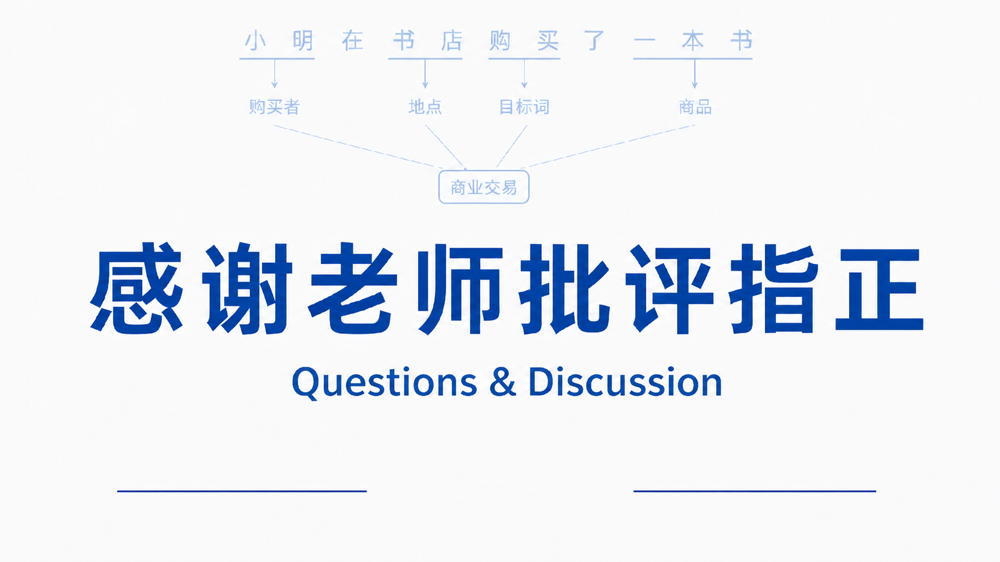 小明在书店购买了一本书
购买者 地点 目标词 商品
商业交易
感谢老师批评指正
Questions & Discussion